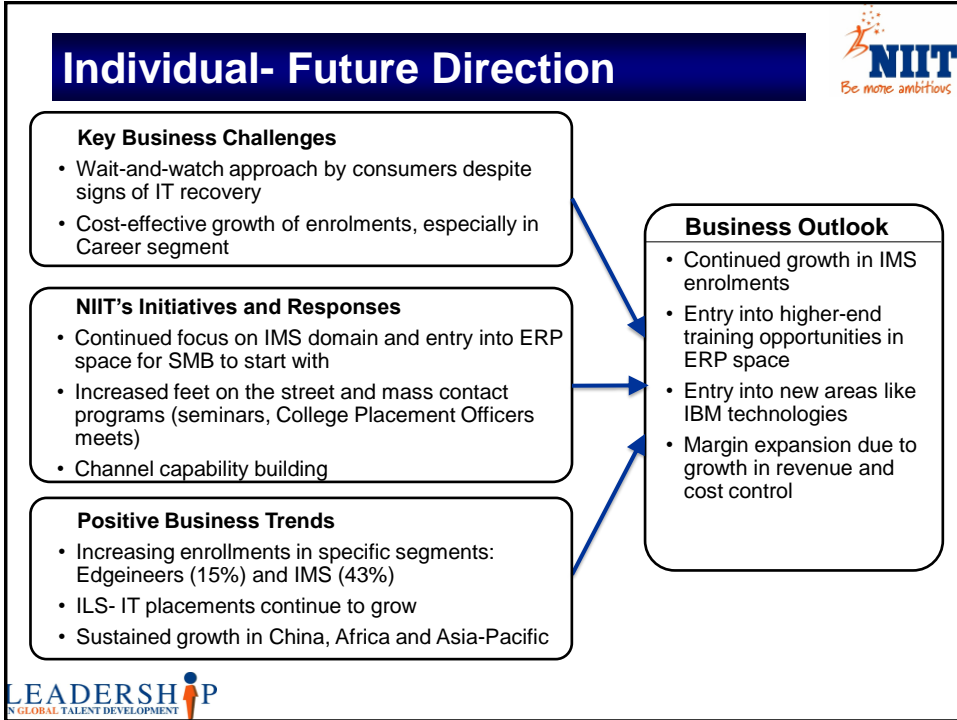 Individual- Future Direction
NIIT
Be more ambitious
Key Business Challenges
• Wait-and-watch approach by consumers despite
signs of IT recovery
• Cost-effective growth of enrolments, especially in
Career segment
NIIT's Initiatives and Responses
• Continued focus on IMS domain and entry into ERP
space for SMB to start with
• Increased feet on the street and mass contact
programs (seminars, College Placement Officers
meets)
• Channel capability building
Positive Business Trends
• Increasing enrollments in specific segments:
Edgeineers (15%) and IMS (43%)
• ILS- IT placements continue to grow
• Sustained growth in China, Africa and Asia-Pacific
Business Outlook
• Continued growth in IMS
enrolments
• Entry into higher-end
training opportunities in
ERP space
• Entry into new areas like
IBM technologies
• Margin expansion due to
growth in revenue and
cost control
LEADERSHIP
N GLOBAL TALENT DEVELOPMENT